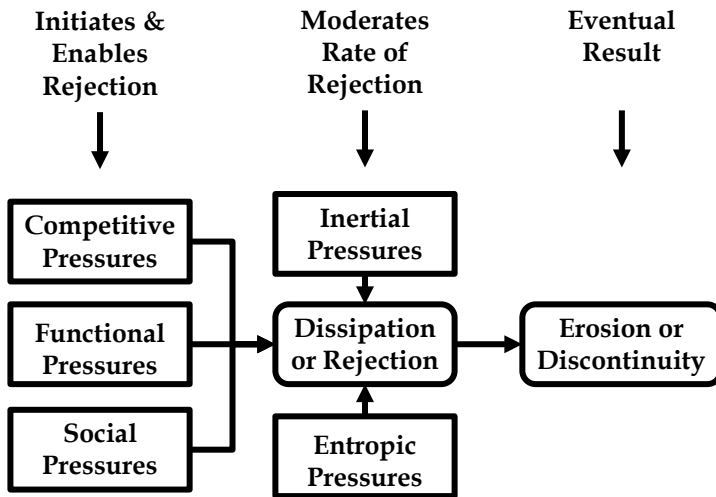 Initiates &
Enables
Rejection
Moderates
Rate of
Rejection
Eventual
Result
Competitive
Pressures
Functional
Pressures
Social
Pressures
Inertial
Pressures
Dissipation
or Rejection
Entropic
Pressures
Erosion or
Discontinuity